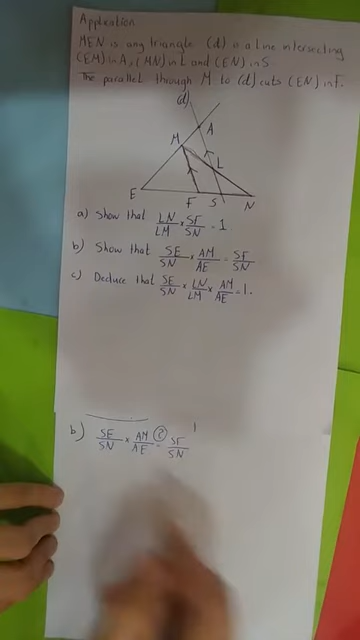 Application
MEN is any triangle (d) is a line intersecting
(EM) in A, (MN) in L and (EN) in S.
The parallel through M to (d) cuts (EN) in F.
(d)
A
M
L
E
F S N
a) Show that LN/LM × SF/SN = 1
b) Show that SE/SN × AM/AE = SF/SN
c) Deduce that SE/SN × LN/LM × AM/AE = 1.
b) SE/SN × AM/AE =? SF/SN